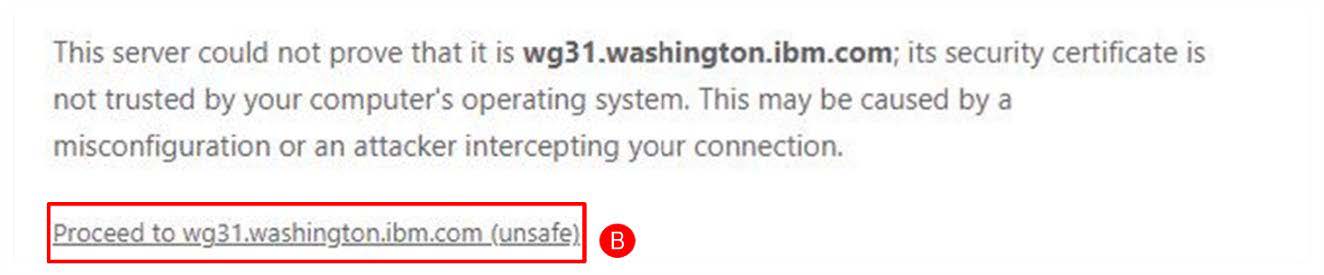 This server could not prove that it is wg31.washington.ibm.com; its security certificate is
not trusted by your computer's operating system. This may be caused by a
misconfiguration or an attacker intercepting your connection.
Proceed to wg31.washington.ibm.com (unsafe) B